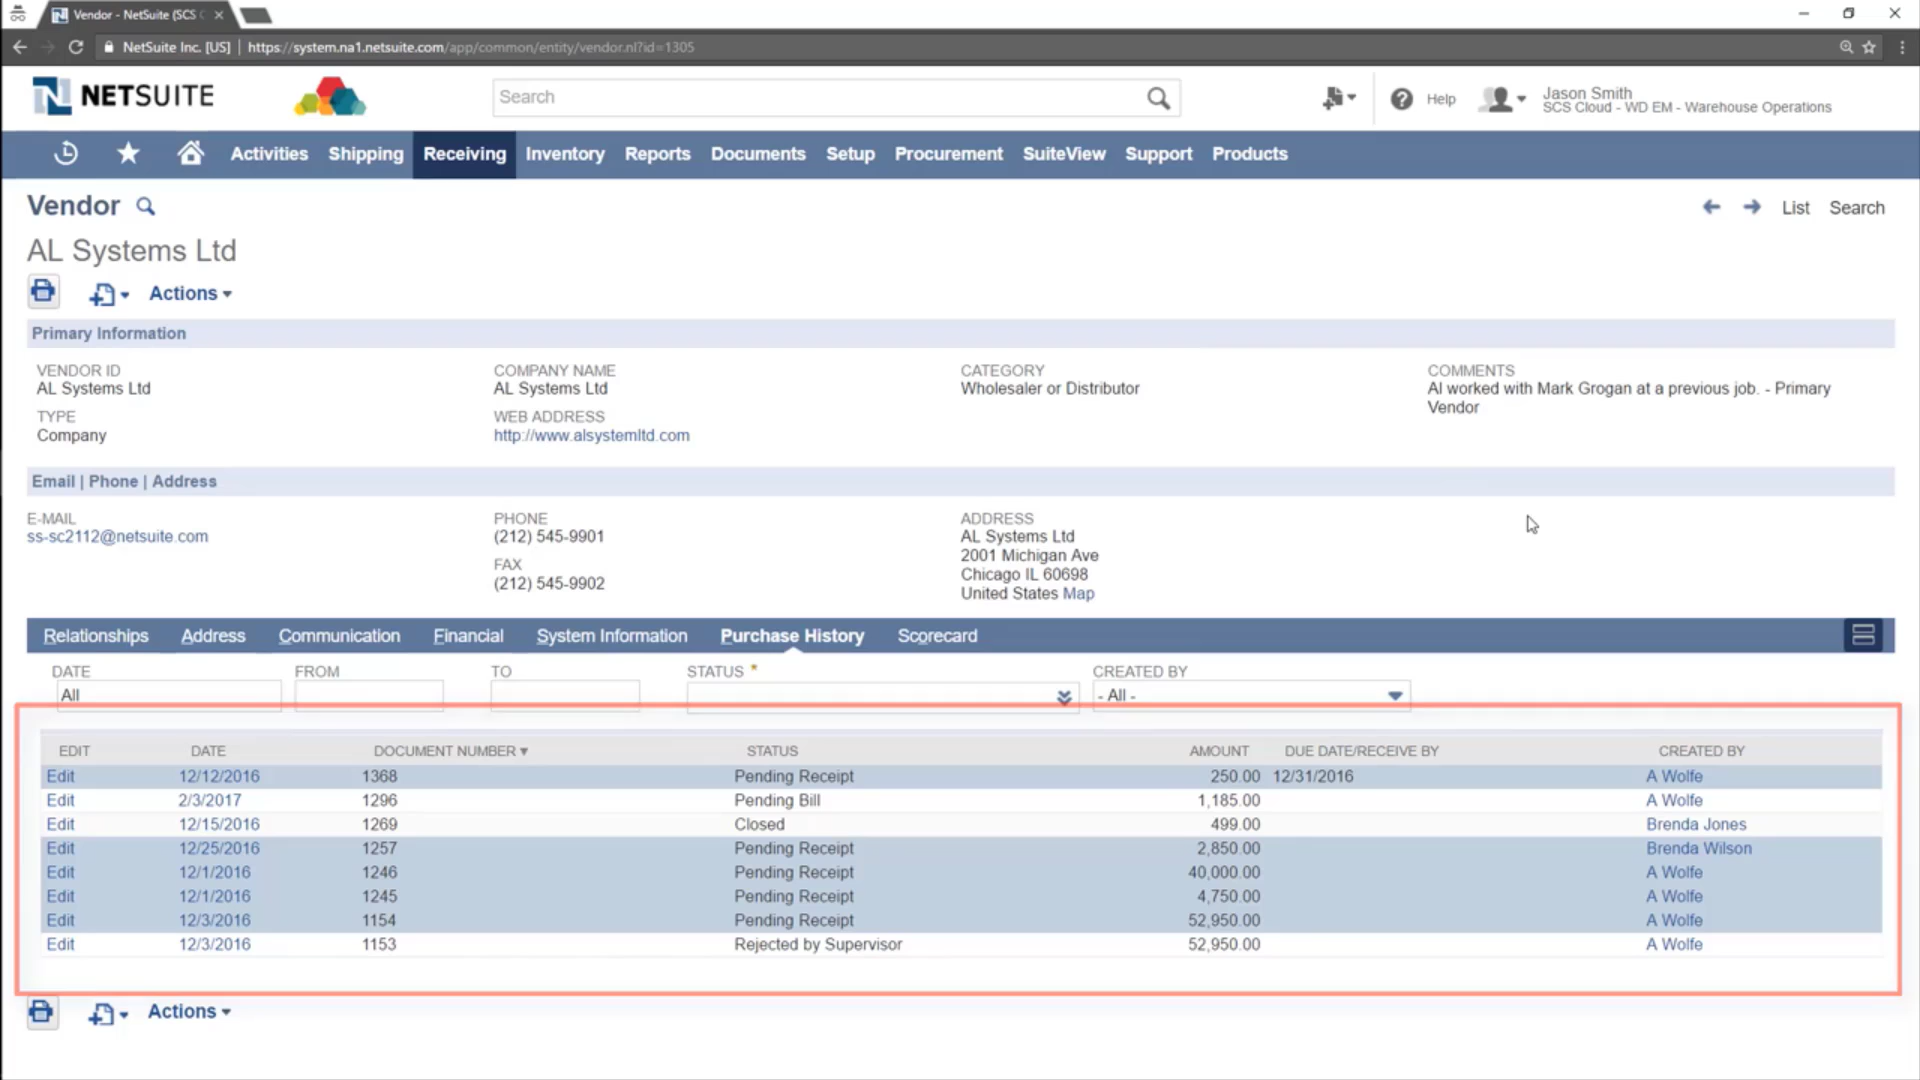 Vendor - NetSuite (SCS C
NetSuite Inc. [US] | https://system.na1.netsuite.com/app/common/entity/vendor.nl?id=1305
NETSUITE
Search
Help
Jason Smith
SCS Cloud - WD EM - Warehouse Operations
Activities Shipping Receiving Inventory Reports Documents Setup Procurement SuiteView Support Products
Vendor
List Search
AL Systems Ltd
Actions
Primary Information
VENDOR ID COMPANY NAME CATEGORY COMMENTS
AL Systems Ltd AL Systems Ltd Wholesaler or Distributor Al worked with Mark Grogan at a previous job. - Primary
Vendor
TYPE WEB ADDRESS
Company http://www.alsystemltd.com
Email | Phone | Address
E-MAIL PHONE ADDRESS
ss-sc2112@netsuite.com (212) 545-9901 AL Systems Ltd
2001 Michigan Ave
FAX
Chicago IL 60698
(212) 545-9902
United States Map
Relationships Address Communication Financial System Information Purchase History Scorecard
DATE FROM TO STATUS * CREATED BY
All - All -
EDIT DATE DOCUMENT NUMBER ▼ STATUS AMOUNT DUE DATE/RECEIVE BY CREATED BY
Edit 12/12/2016 1368 Pending Receipt 250.00 12/31/2016 A Wolfe
Edit 2/3/2017 1296 Pending Bill 1,185.00 A Wolfe
Edit 12/15/2016 1269 Closed 499.00 Brenda Jones
Edit 12/25/2016 1257 Pending Receipt 2,850.00 Brenda Wilson
Edit 12/1/2016 1246 Pending Receipt 40,000.00 A Wolfe
Edit 12/1/2016 1245 Pending Receipt 4,750.00 A Wolfe
Edit 12/3/2016 1154 Pending Receipt 52,950.00 A Wolfe
Edit 12/3/2016 1153 Rejected by Supervisor 52,950.00 A Wolfe
Actions